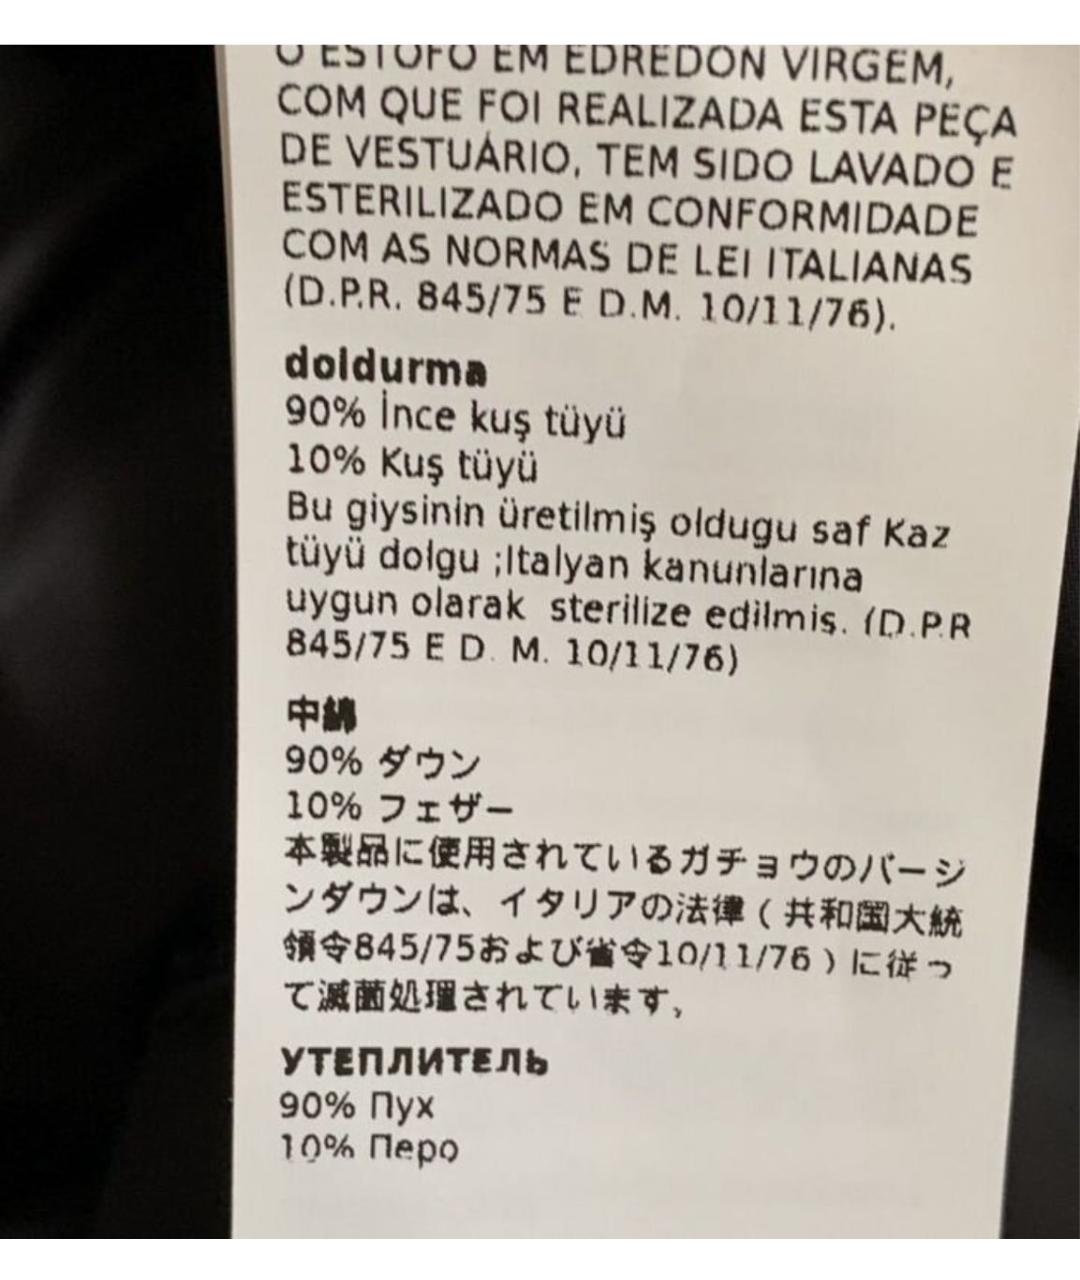 O ESTOFO EM EDREDON VIRGEM,
COM QUE FOI REALIZADA ESTA PEÇA
DE VESTUÁRIO, TEM SIDO LAVADO E
ESTERILIZADO EM CONFORMIDADE
COM AS NORMAS DE LEI ITALIANAS
(D.P.R. 845/75 E D.M. 10/11/76).
doldurma
90% İnce kuş tüyü
10% Kuş tüyü
Bu giysinin üretilmiş oldugu saf Kaz
tüyü dolgu ;Italyan kanunlarına
uygun olarak sterilize edilmiş. (D.P.R
845/75 E D. M. 10/11/76)
中綿
90% ダウン
10% フェザー
本製品に使用されているガチョウのバージ
ンダウンは、イタリアの法律(共和国大統
領令845/75および省令10/11/76)に従っ
て滅菌処理されています。
УТЕПЛИТЕЛЬ
90% Пух
10% Перо